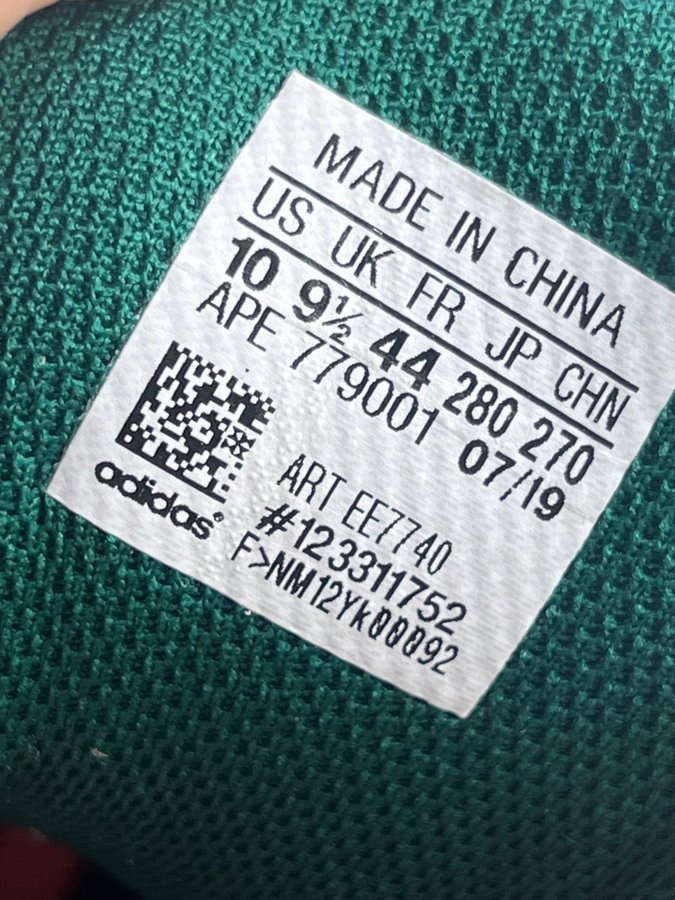 MADE IN CHINA
US UK FR JP CHN
10 9½ 44 280 270
APE 779001 07/19
adidas®
ART EE7740
#123311752
F>NM12Yk00092